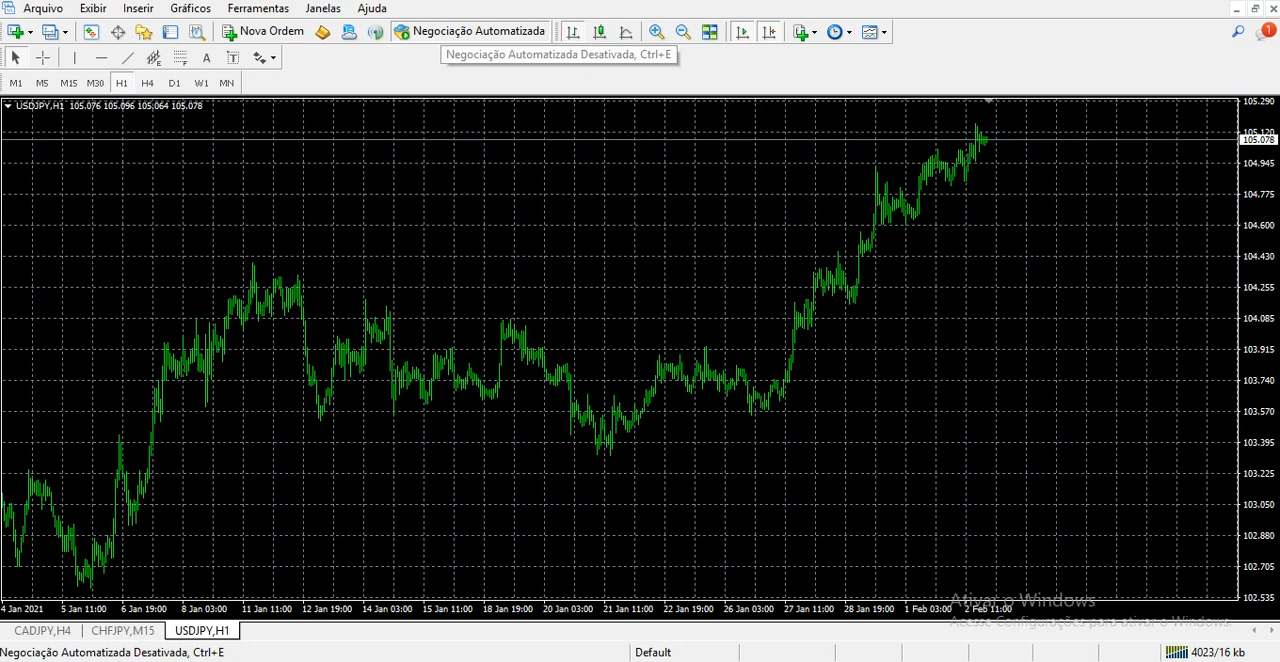 Arquivo Exibir Inserir Gráficos Ferramentas Janelas Ajuda
Nova Ordem Negociação Automatizada 1
Negociação Automatizada Desativada, Ctrl+E
A T
M1 M5 M15 M30 H1 H4 D1 W1 MN
USDJPY,H1 105.076 105.096 105.064 105.078
105.290
105.120
105.078
104.945
104.775
104.600
104.430
104.255
104.085
103.915
103.740
103.570
103.395
103.225
103.050
102.880
102.705
102.535
4 Jan 2021 5 Jan 11:00 6 Jan 19:00 8 Jan 03:00 11 Jan 11:00 12 Jan 19:00 14 Jan 03:00 15 Jan 11:00 18 Jan 19:00 20 Jan 03:00 21 Jan 11:00 22 Jan 19:00 26 Jan 03:00 27 Jan 11:00 28 Jan 19:00 1 Feb 03:00 2 Feb 11:00
Ativar o Windows
Acesse Configurações para ativar o Windows.
CADJPY,H4 CHFJPY,M15 USDJPY,H1
Negociação Automatizada Desativada, Ctrl+E Default 4023/16 kb